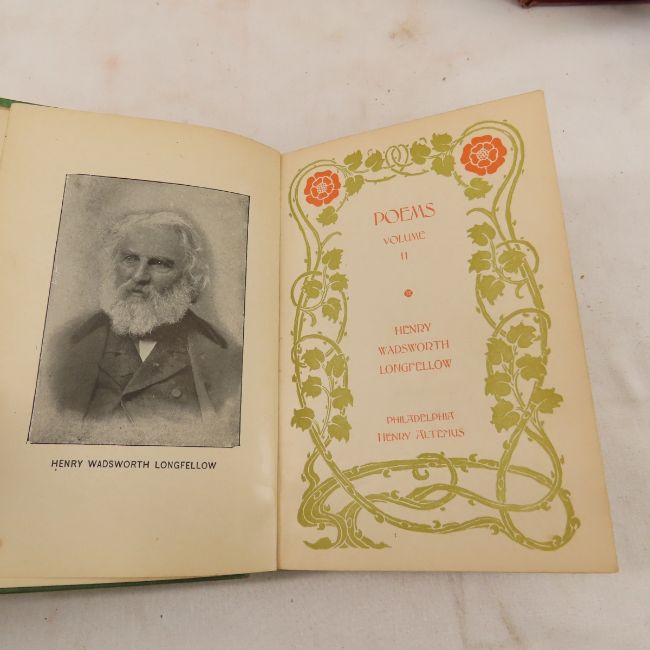 HENRY WADSWORTH LONGFELLOW
POEMS
VOLUME
II
HENRY
WADSWORTH
LONGFELLOW
PHILADELPHIA
HENRY ALTEMUS